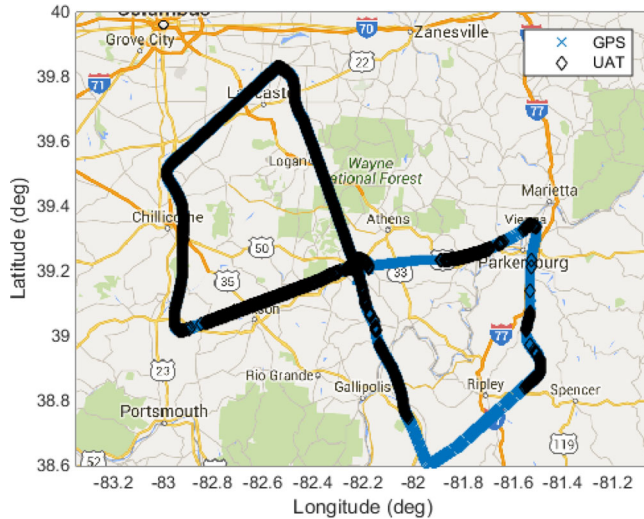 40
39.8
39.6
39.4
39.2
39
38.8
38.6
Latitude (deg)
Columbus
Grove City
70
Zanesville
GPS
UAT
22
71
77
Lancaster
Logan
Wayne
National Forest
Marietta
Chillicothe
Athens
Vienna
50
33
Parkersburg
35
77
Rio Grande
Gallipolis
Ripley
Spencer
23
Portsmouth
119
52
-83.2
-83
-82.8
-82.6
-82.4
-82.2
-82
-81.8
-81.6
-81.4
-81.2
Longitude (deg)